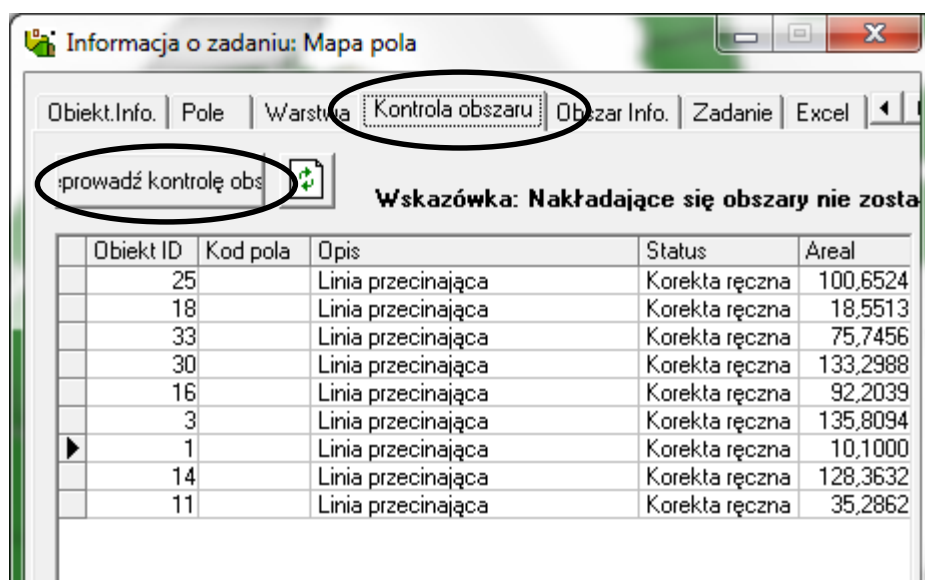 Informacja o zadaniu: Mapa pola
Obiekt.Info. Pole Warstwa Kontrola obszaru Obszar Info. Zadanie Excel
eprowadź kontrolę obs
Wskazówka: Nakładające się obszary nie zosta
Obiekt ID Kod pola Opis Status Areal
25 Linia przecinająca Korekta ręczna 100,6524
18 Linia przecinająca Korekta ręczna 18,5513
33 Linia przecinająca Korekta ręczna 75,7456
30 Linia przecinająca Korekta ręczna 133,2988
16 Linia przecinająca Korekta ręczna 92,2039
3 Linia przecinająca Korekta ręczna 135,8094
1 Linia przecinająca Korekta ręczna 10,1000
14 Linia przecinająca Korekta ręczna 128,3632
11 Linia przecinająca Korekta ręczna 35,2862